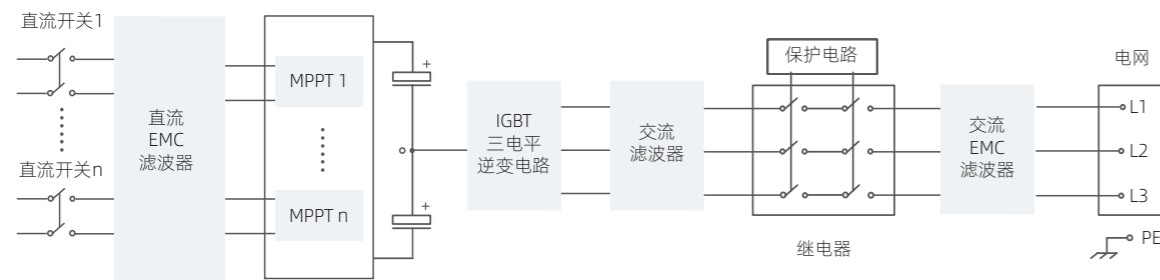 直流开关1
直流
EMC
滤波器
直流开关n
MPPT 1
MPPT n
+
+
IGBT
三电平
逆变电路
交流
滤波器
保护电路
继电器
交流
EMC
滤波器
电网
L1
L2
L3
PE